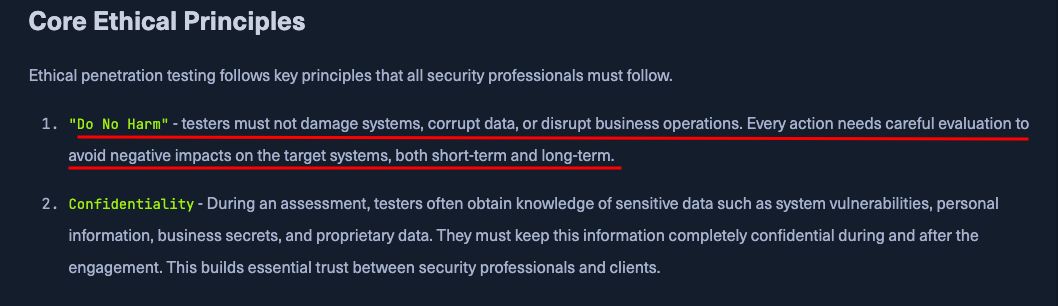 Core Ethical Principles
Ethical penetration testing follows key principles that all security professionals must follow.
1. "Do No Harm" - testers must not damage systems, corrupt data, or disrupt business operations. Every action needs careful evaluation to
avoid negative impacts on the target systems, both short-term and long-term.
2. Confidentiality - During an assessment, testers often obtain knowledge of sensitive data such as system vulnerabilities, personal
information, business secrets, and proprietary data. They must keep this information completely confidential during and after the
engagement. This builds essential trust between security professionals and clients.